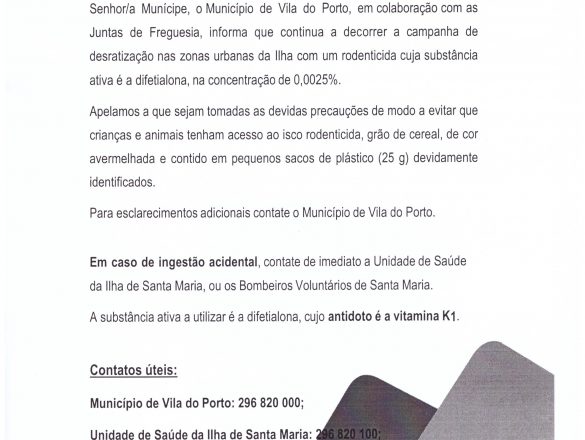 Senhor/a Munícipe, o Município de Vila do Porto, em colaboração com as
Juntas de Freguesia, informa que continua a decorrer a campanha de
desratização nas zonas urbanas da Ilha com um rodenticida cuja substância
ativa é a difetialona, na concentração de 0,0025%.
Apelamos a que sejam tomadas as devidas precauções de modo a evitar que
crianças e animais tenham acesso ao isco rodenticida, grão de cereal, de cor
avermelhada e contido em pequenos sacos de plástico (25 g) devidamente
identificados.
Para esclarecimentos adicionais contate o Município de Vila do Porto.
Em caso de ingestão acidental, contate de imediato a Unidade de Saúde
da Ilha de Santa Maria, ou os Bombeiros Voluntários de Santa Maria.
A substância ativa a utilizar é a difetialona, cujo antidoto é a vitamina K1.
Contatos úteis:
Município de Vila do Porto: 296 820 000;
Unidade de Saúde da Ilha de Santa Maria: 296 820 100;